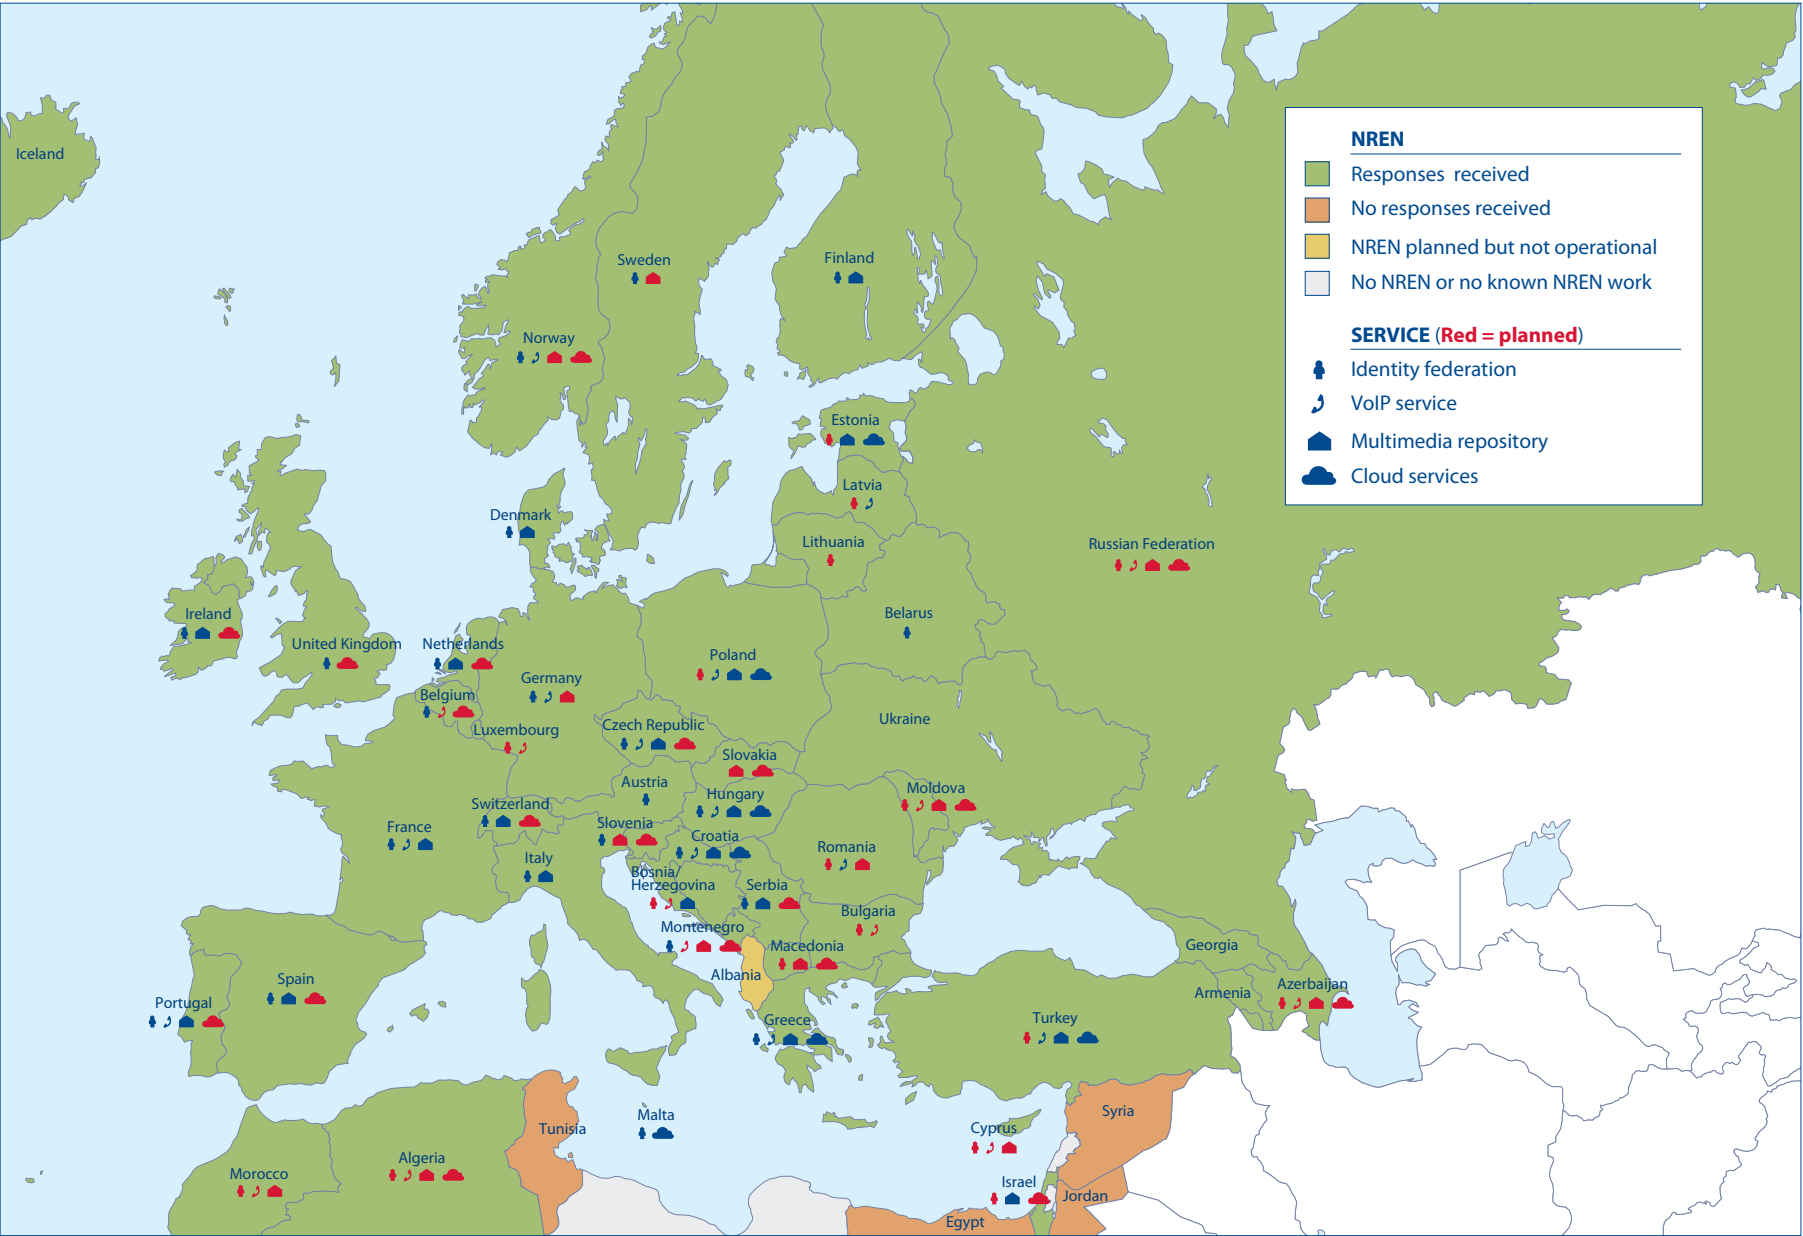 NREN
Responses received
No responses received
NREN planned but not operational
No NREN or no known NREN work
SERVICE (Red = planned)
Identity federation
VoIP service
Multimedia repository
Cloud services
Iceland
Sweden
Finland
Norway
Estonia
Latvia
Denmark
Lithuania
Russian Federation
Ireland
Belarus
United Kingdom
Netherlands
Poland
Germany
Belgium
Ukraine
Luxembourg
Czech Republic
Slovakia
Austria
Moldova
Hungary
Switzerland
Slovenia
France
Croatia
Romania
Italy
Bosnia/
Herzegovina
Serbia
Bulgaria
Montenegro
Macedonia
Georgia
Albania
Spain
Azerbaijan
Armenia
Portugal
Greece
Turkey
Malta
Syria
Tunisia
Cyprus
Algeria
Morocco
Israel
Jordan
Egypt